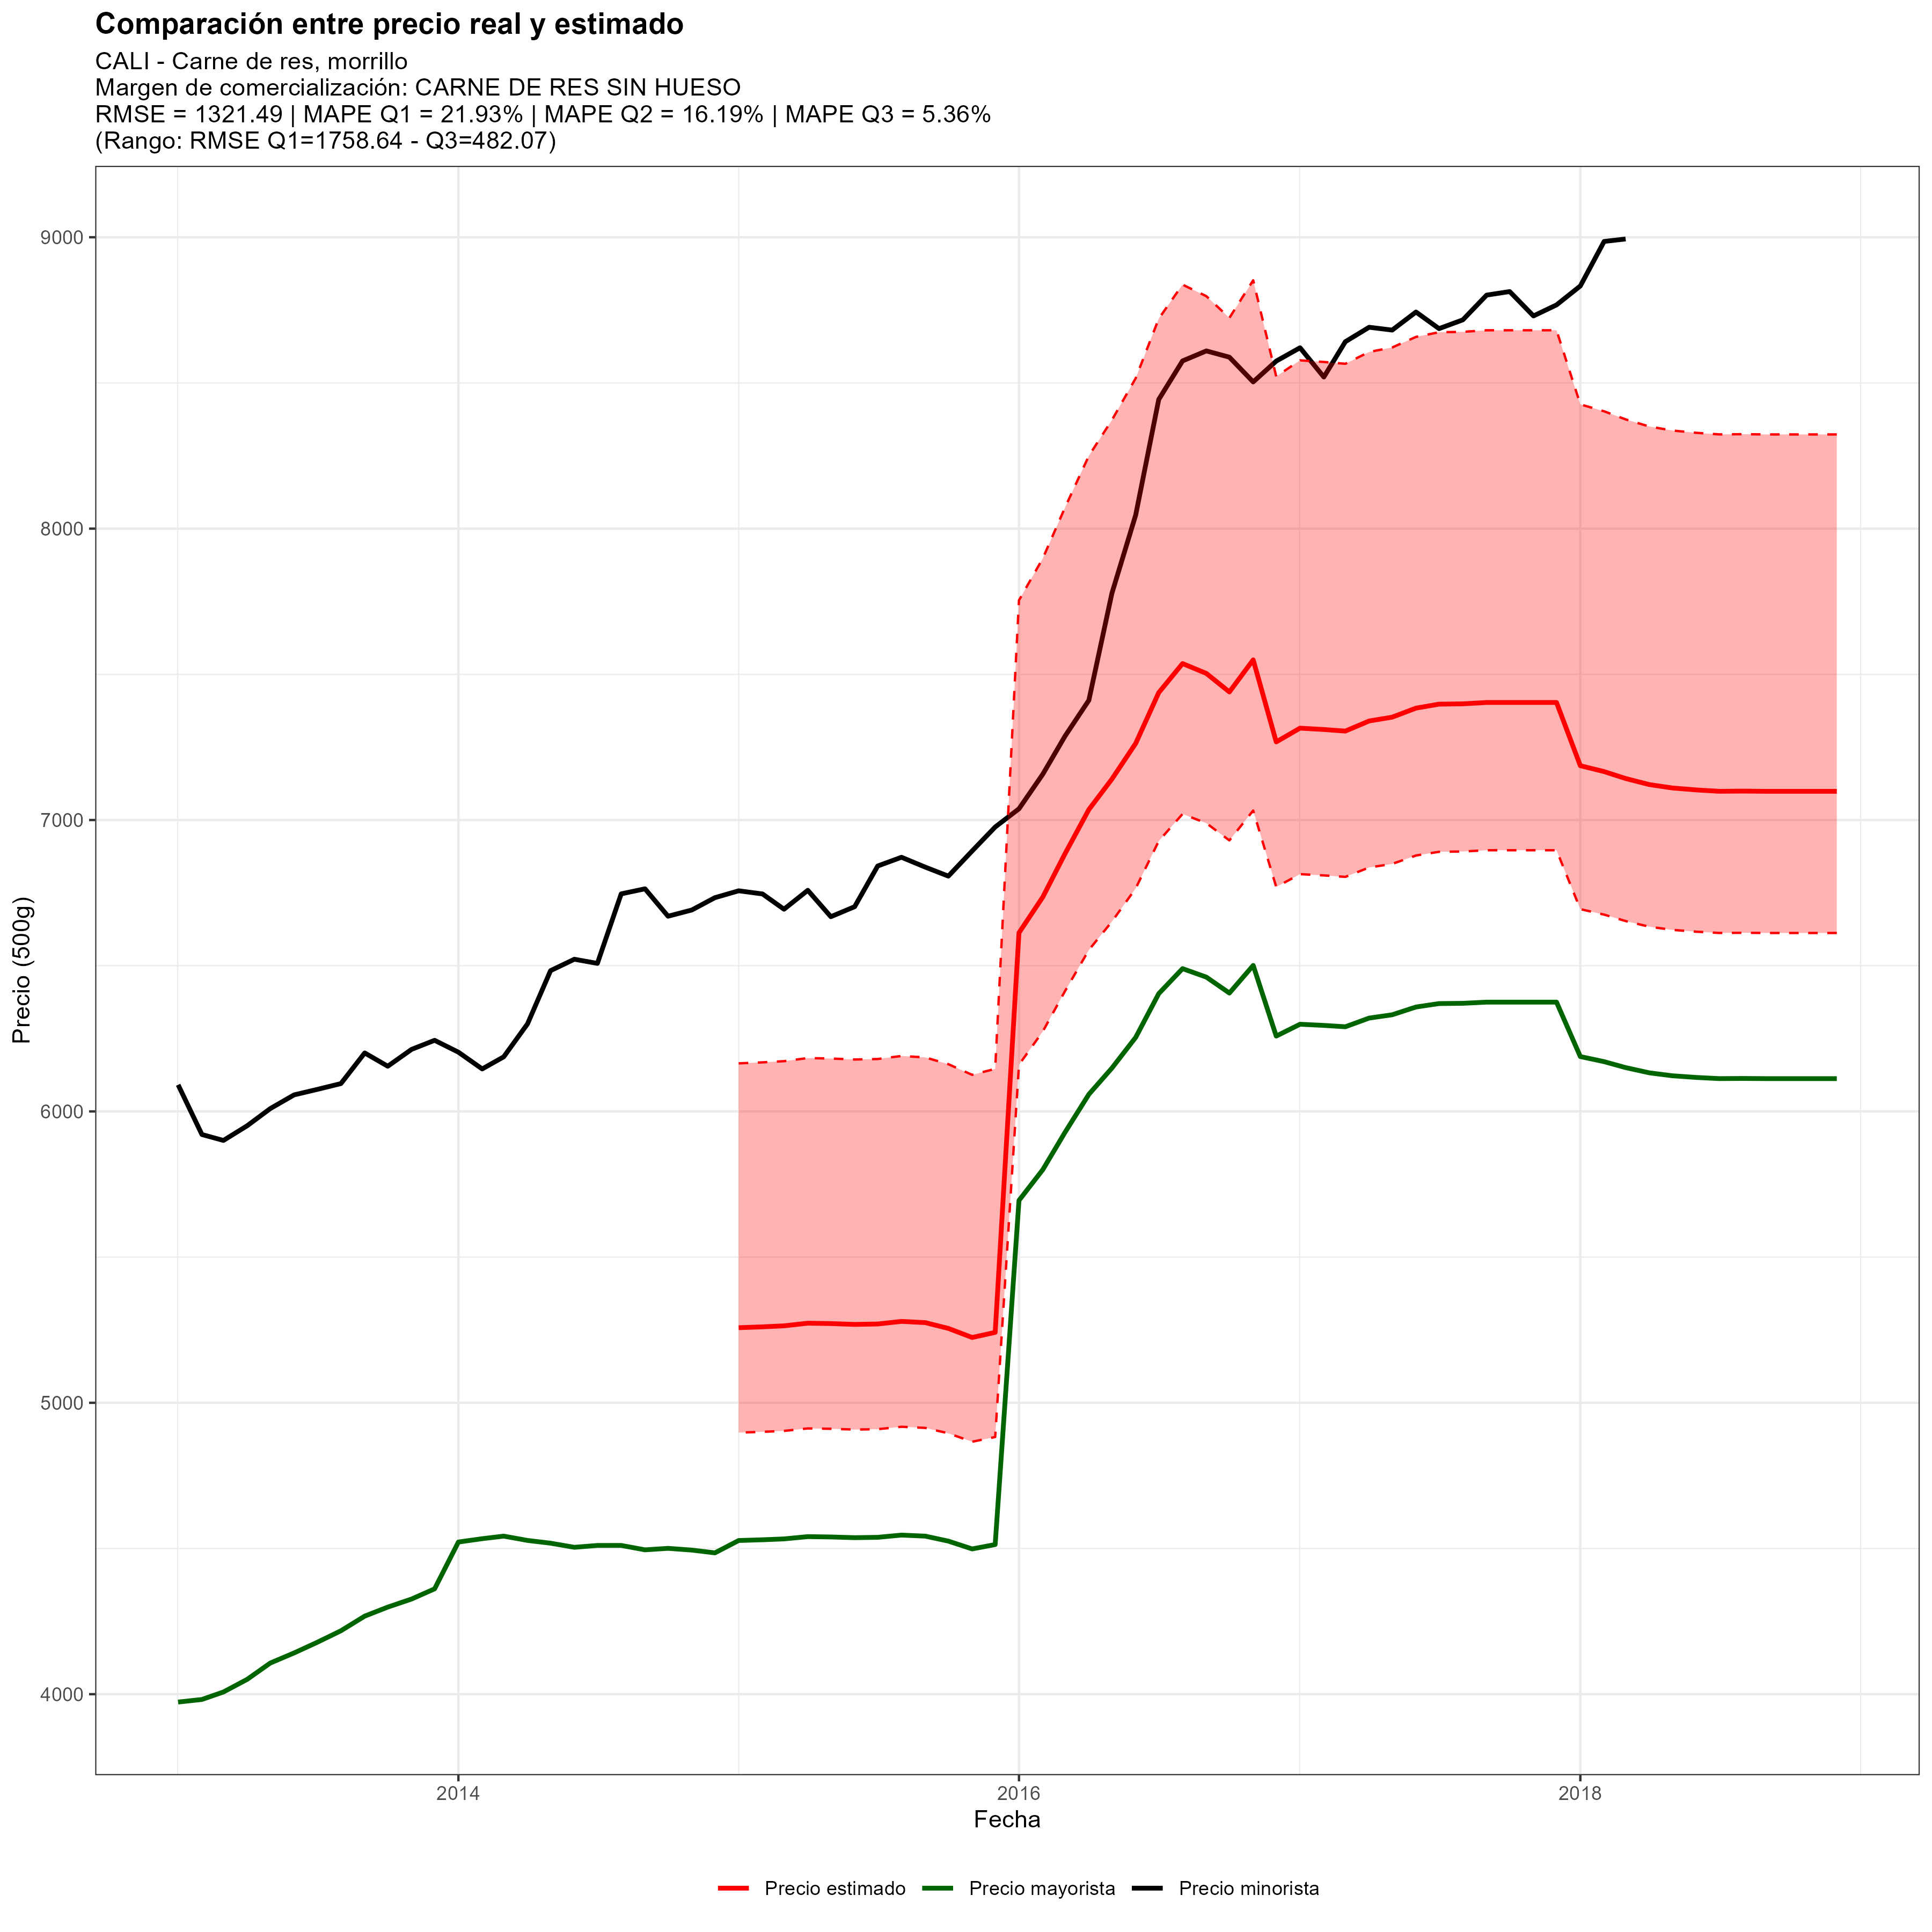 Comparación entre precio real y estimado
CALI - Carne de res, morrillo
Margen de comercialización: CARNE DE RES SIN HUESO
RMSE = 1321.49 | MAPE Q1 = 21.93% | MAPE Q2 = 16.19% | MAPE Q3 = 5.36%
(Rango: RMSE Q1=1758.64 - Q3=482.07)
Precio (500g)
9000
8000
7000
6000
5000
4000
2014
2016
2018
Fecha
Precio estimado
Precio mayorista
Precio minorista